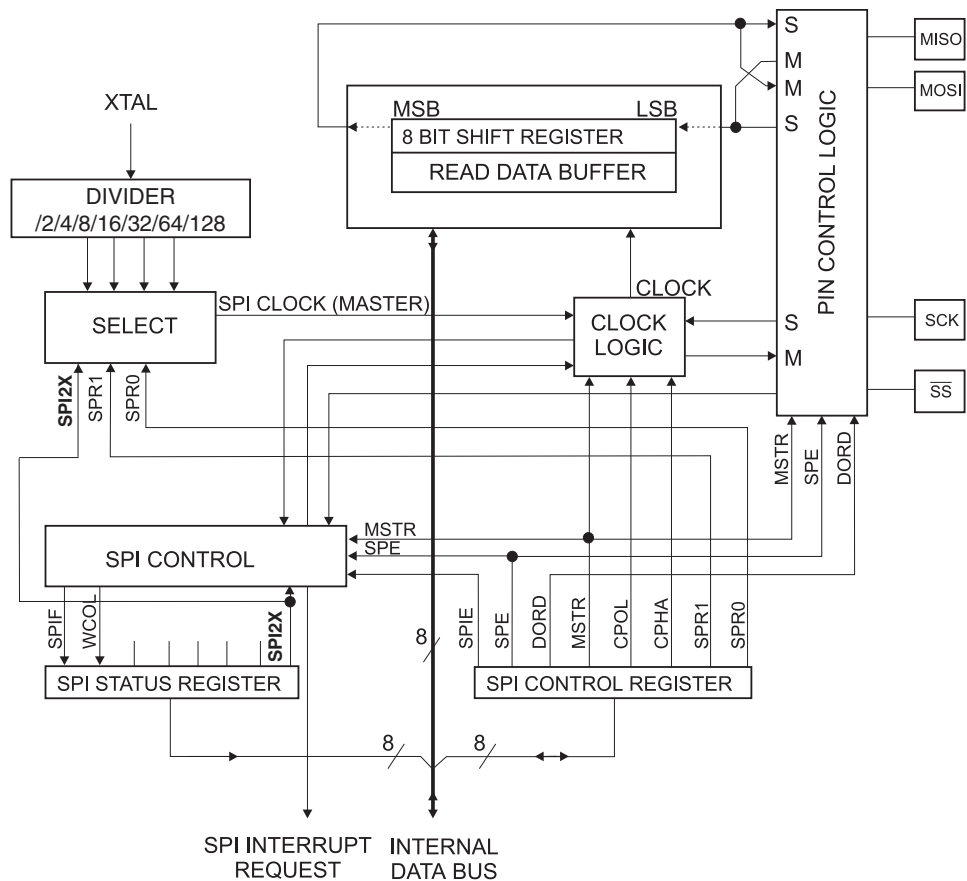 S
MISO
M
M
MOSI
XTAL
MSB
LSB
S
8 BIT SHIFT REGISTER
READ DATA BUFFER
DIVIDER
/2/4/8/16/32/64/128
PIN CONTROL LOGIC
SPI CLOCK (MASTER)
CLOCK
SELECT
CLOCK
LOGIC
S
M
SCK
SS
SPI2X
SPR1
SPR0
MSTR
SPE
DORD
MSTR
SPE
SPI CONTROL
SPIF
WCOL
SPI2X
8
SPIE
SPE
DORD
MSTR
CPOL
CPHA
SPR1
SPR0
SPI STATUS REGISTER
SPI CONTROL REGISTER
8
8
SPI INTERRUPT
REQUEST
INTERNAL
DATA BUS